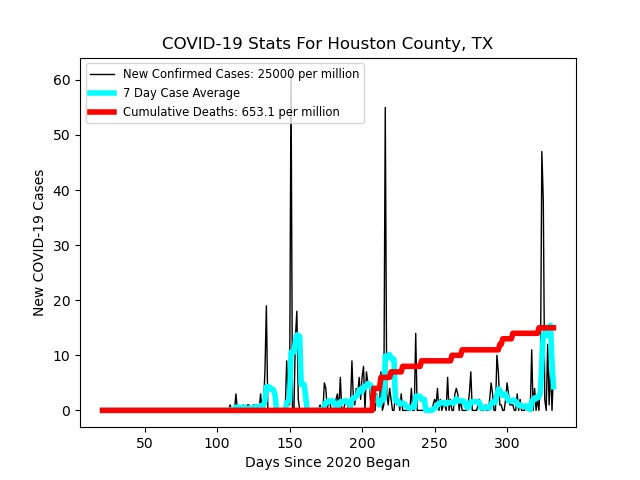 COVID-19 Stats For Houston County, TX
New Confirmed Cases: 25000 per million
7 Day Case Average
Cumulative Deaths: 653.1 per million
New COVID-19 Cases
60
50
40
30
20
10
0
50 100 150 200 250 300
Days Since 2020 Began